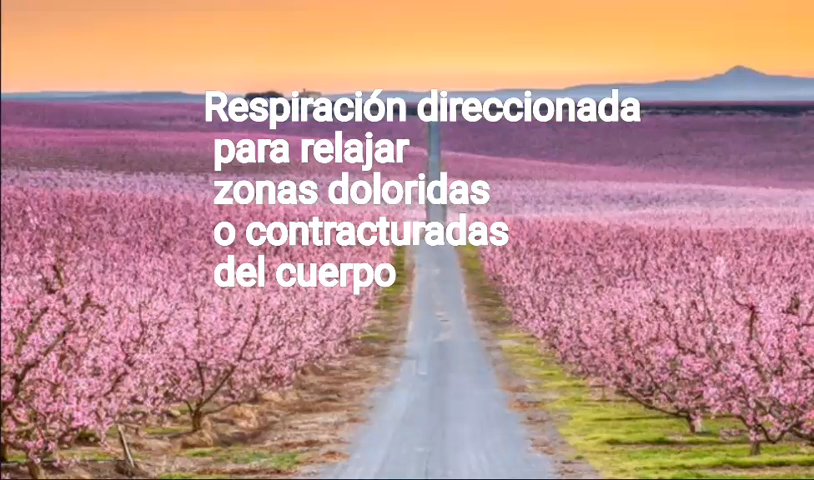 Respiración direccionada
para relajar
zonas doloridas
o contracturadas
del cuerpo